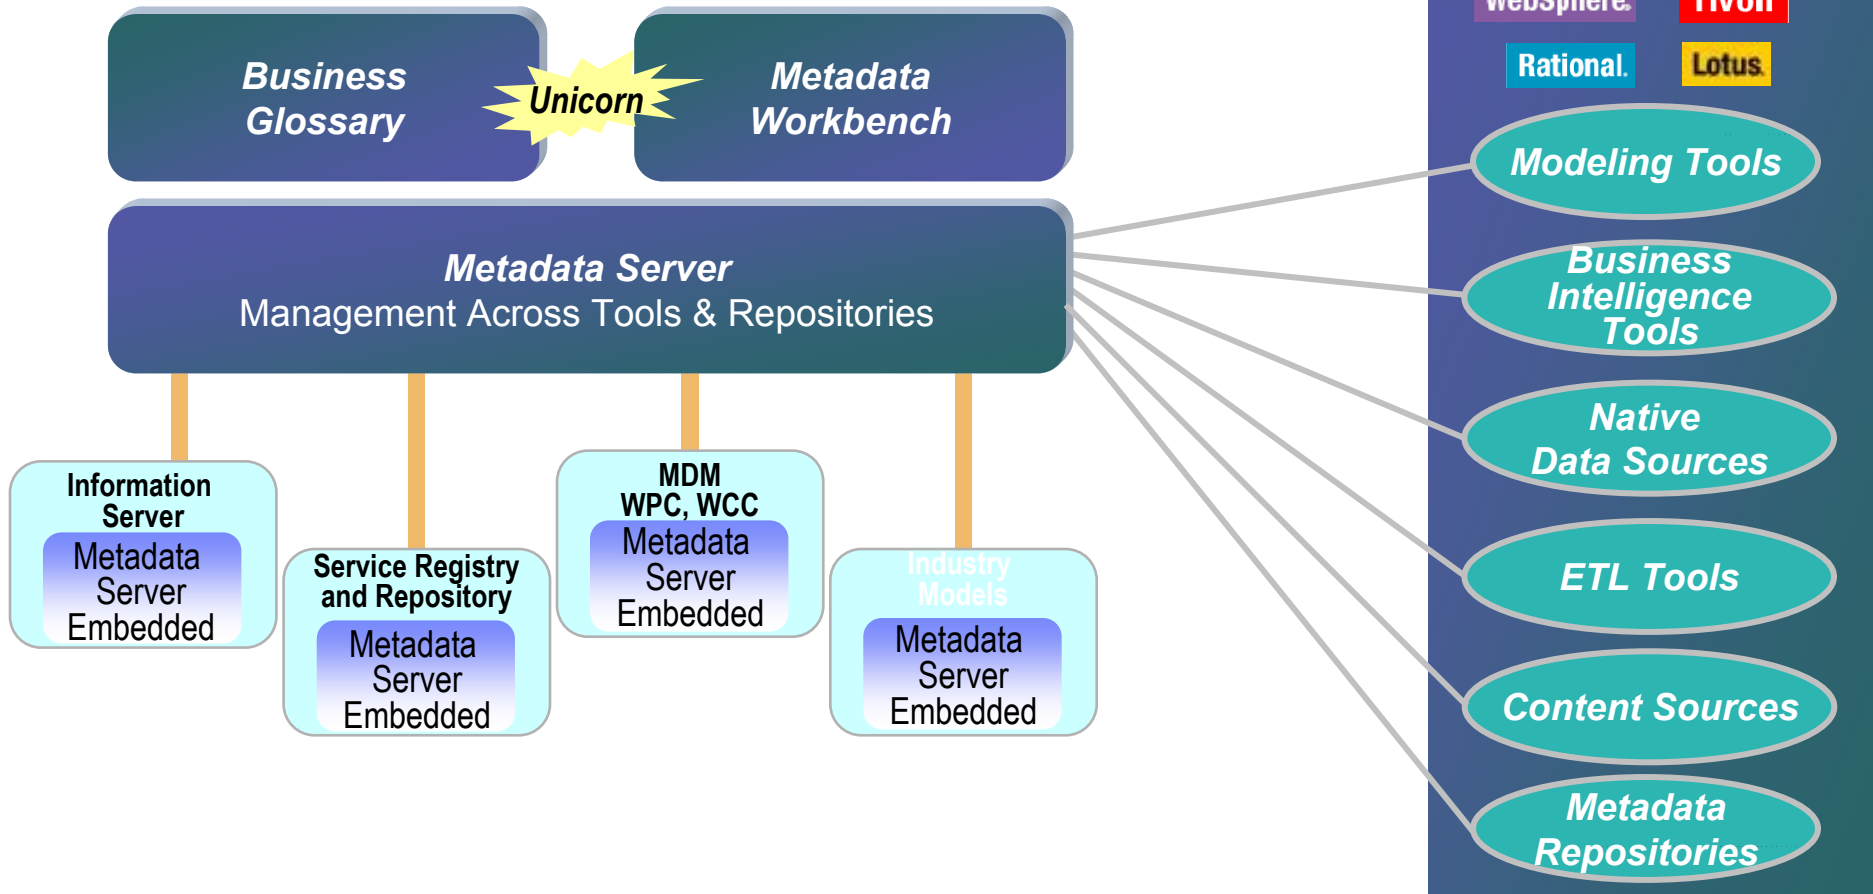 Business
Glossary
Unicorn
Metadata
Workbench
Metadata Server
Management Across Tools & Repositories
Information
Server
Metadata
Server
Embedded
Service Registry
and Repository
Metadata
Server
Embedded
MDM
WPC, WCC
Metadata
Server
Embedded
Industry
Models
Metadata
Server
Embedded
WebSphere®
Tivoli
Rational.
Lotus.
Modeling Tools
Business
Intelligence
Tools
Native
Data Sources
ETL Tools
Content Sources
Metadata
Repositories